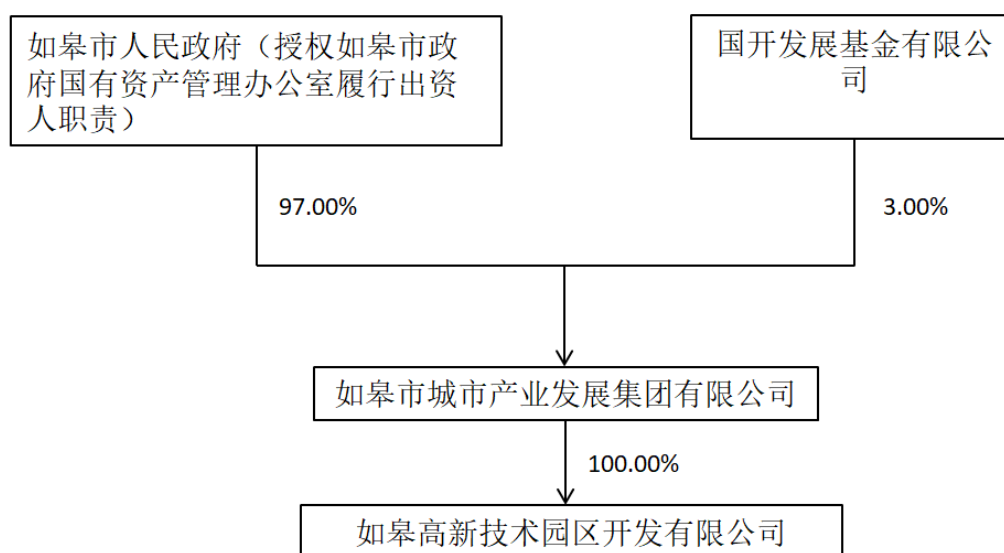 如皋市人民政府（授权如皋市政
府国有资产管理办公室履行出资
人职责）
国开发展基金有限公
司
97.00%
3.00%
如皋市城市产业发展集团有限公司
100.00%
如皋高新技术园区开发有限公司